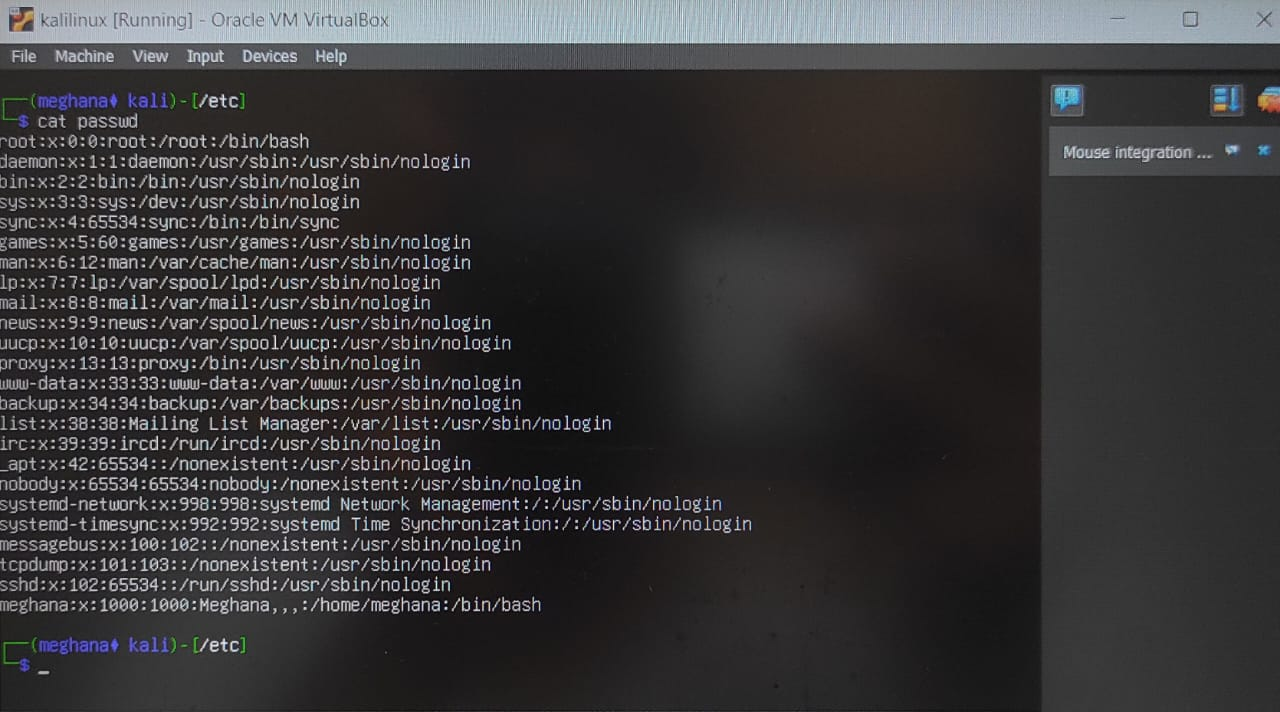 kalilinux [Running] - Oracle VM VirtualBox
File Machine View Input Devices Help
Mouse integration ...
(meghana kali)-[/etc]
$ cat passwd
root:x:0:0:root:/root:/bin/bash
daemon:x:1:1:daemon:/usr/sbin:/usr/sbin/nologin
bin:x:2:2:bin:/bin:/usr/sbin/nologin
sys:x:3:3:sys:/dev:/usr/sbin/nologin
sync:x:4:65534:sync:/bin:/bin/sync
games:x:5:60:games:/usr/games:/usr/sbin/nologin
man:x:6:12:man:/var/cache/man:/usr/sbin/nologin
lp:x:7:7:lp:/var/spool/lpd:/usr/sbin/nologin
mail:x:8:8:mail:/var/mail:/usr/sbin/nologin
news:x:9:9:news:/var/spool/news:/usr/sbin/nologin
uucp:x:10:10:uucp:/var/spool/uucp:/usr/sbin/nologin
proxy:x:13:13:proxy:/bin:/usr/sbin/nologin
www-data:x:33:33:www-data:/var/www:/usr/sbin/nologin
backup:x:34:34:backup:/var/backups:/usr/sbin/nologin
list:x:38:38:Mailing List Manager:/var/list:/usr/sbin/nologin
irc:x:39:39:ircd:/run/ircd:/usr/sbin/nologin
_apt:x:42:65534::/nonexistent:/usr/sbin/nologin
nobody:x:65534:65534:nobody:/nonexistent:/usr/sbin/nologin
systemd-network:x:998:998:systemd Network Management:/:/usr/sbin/nologin
systemd-timesync:x:992:992:systemd Time Synchronization:/:/usr/sbin/nologin
messagebus:x:100:102::/nonexistent:/usr/sbin/nologin
tcpdump:x:101:103::/nonexistent:/usr/sbin/nologin
sshd:x:102:65534::/run/sshd:/usr/sbin/nologin
meghana:x:1000:1000:Meghana,,,:/home/meghana:/bin/bash
(meghana kali)-[/etc]
$ _